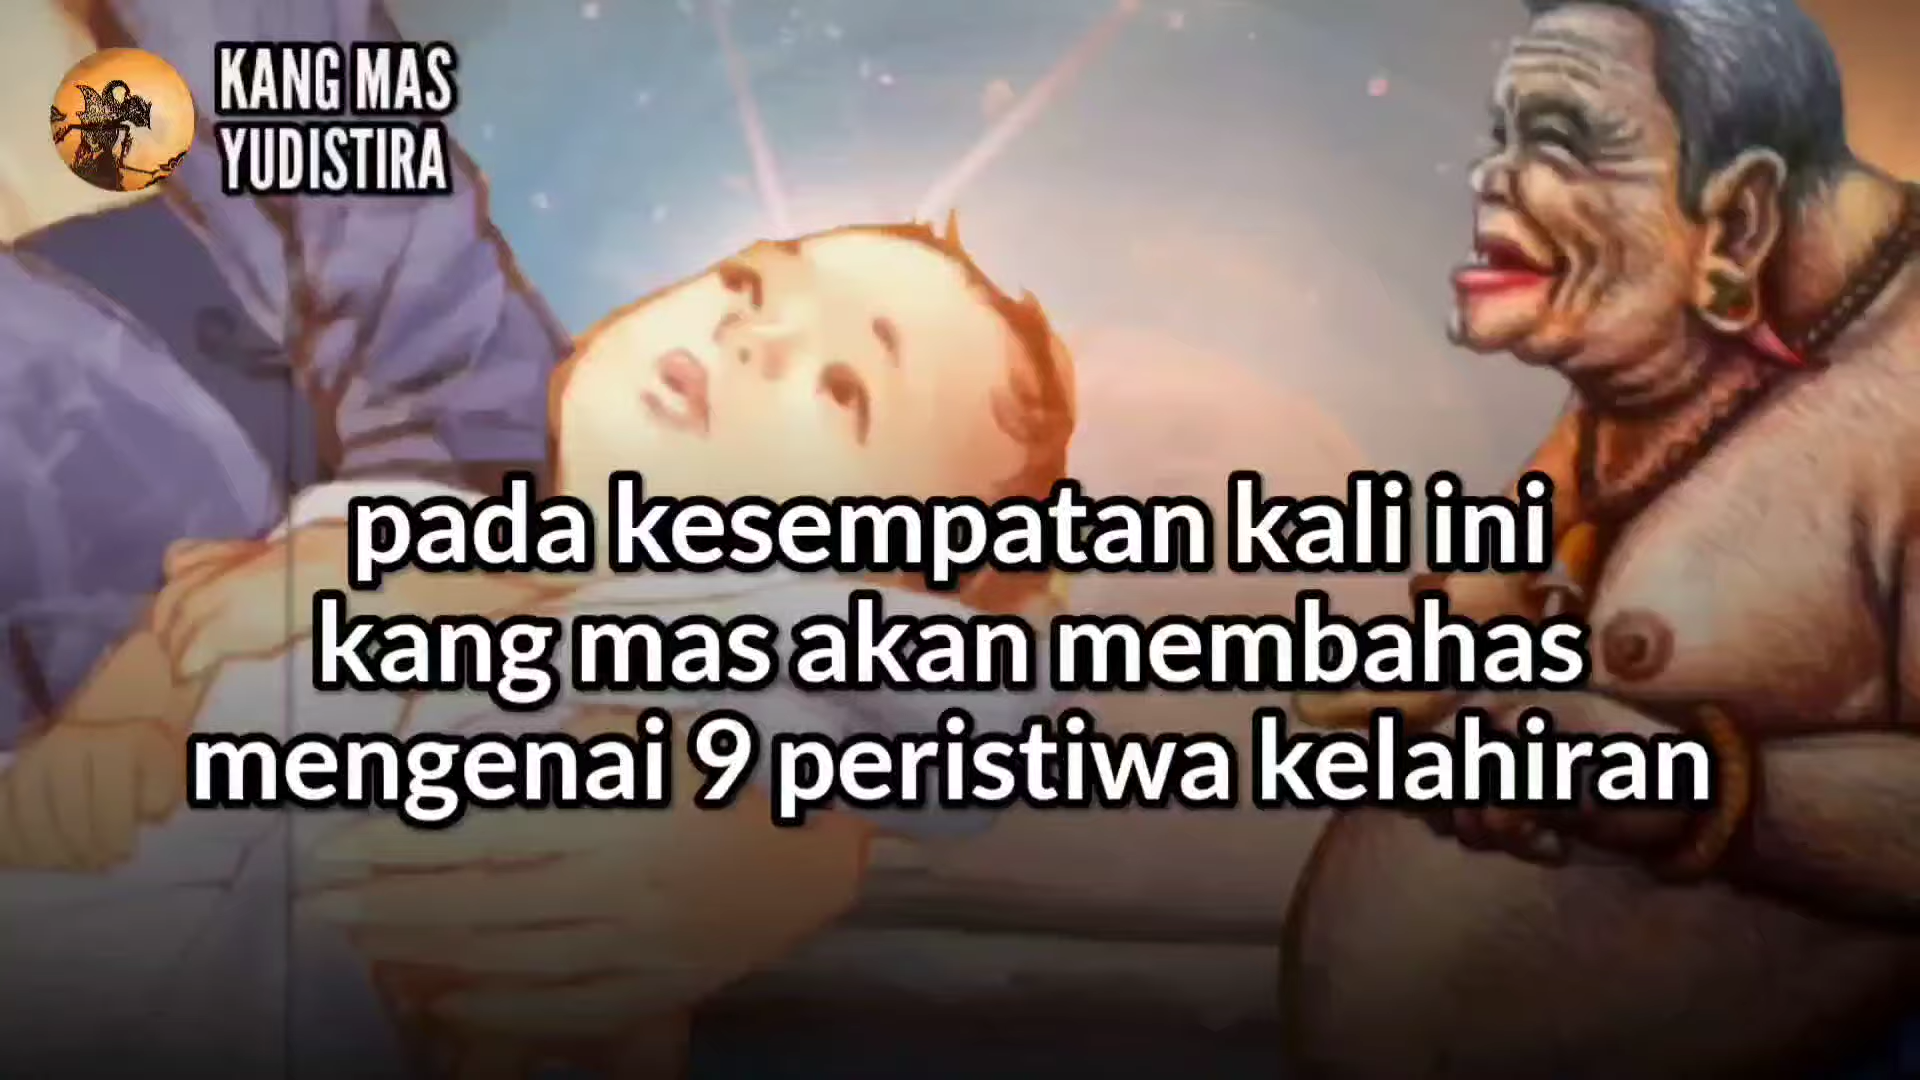 KANG MAS
YUDISTIRA
pada kesempatan kali ini
kang mas akan membahas
mengenai 9 peristiwa kelahiran